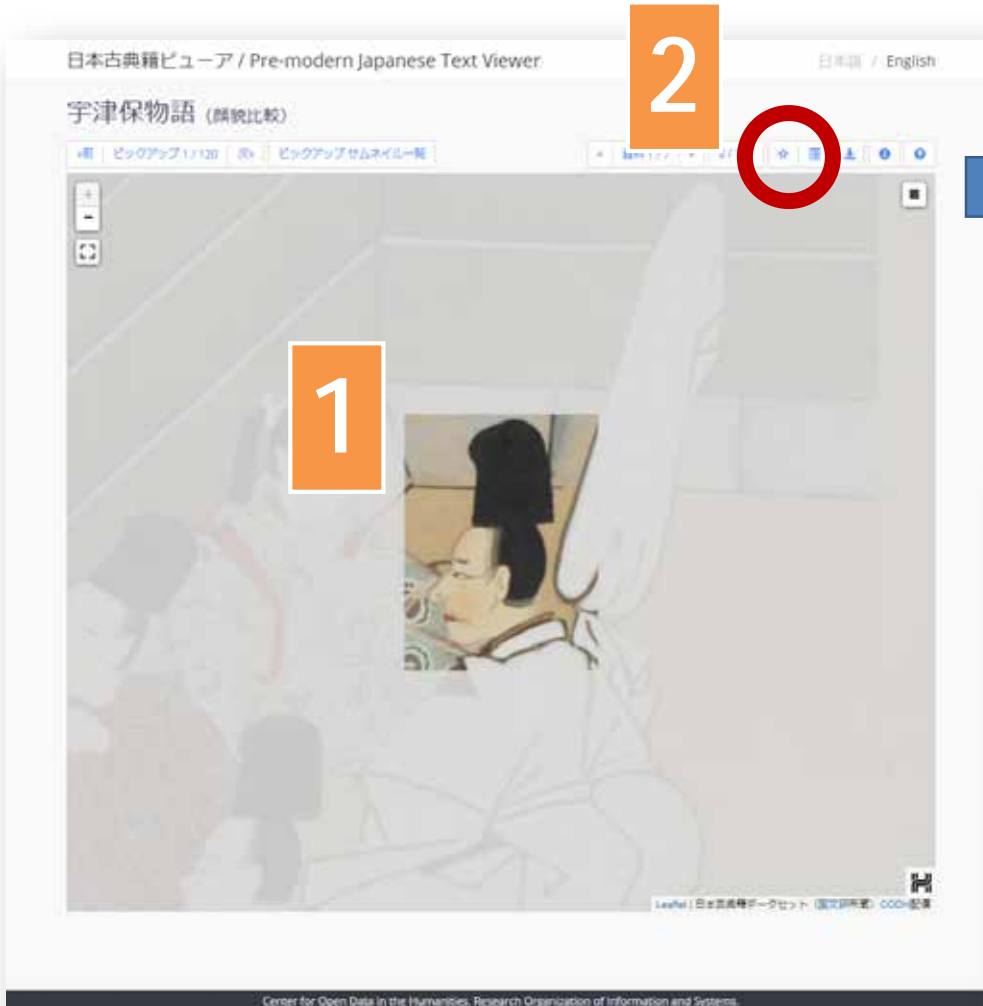 2
日本古典籍ビューア / Pre-modern Japanese Text Viewer
日本語 / English
宇津保物語 (顔貌比較)
«前 ピックアップ 1 / 120 次» ピックアップサムネイル一覧
+
-
1
Leaflet | 日本古典籍データセット（国文研所蔵）CODH配信
Center for Open Data in the Humanities, Research Organization of Information and Systems.